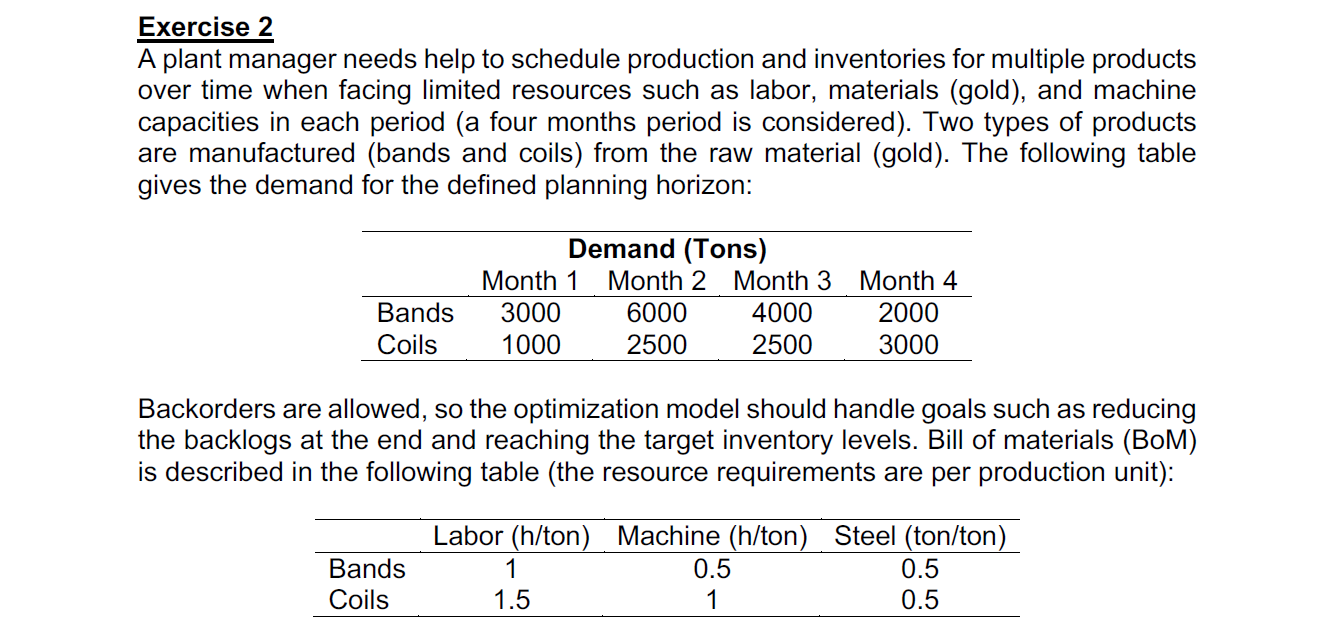 Exercise 2
A plant manager needs help to schedule production and inventories for multiple products
over time when facing limited resources such as labor, materials (gold), and machine
capacities in each period (a four months period is considered). Two types of products
are manufactured (bands and coils) from the raw material (gold). The following table
gives the demand for the defined planning horizon:
Demand (Tons)
Month 1 Month 2 Month 3 Month 4
Bands 3000 6000 4000 2000
Coils 1000 2500 2500 3000
Backorders are allowed, so the optimization model should handle goals such as reducing
the backlogs at the end and reaching the target inventory levels. Bill of materials (BoM)
is described in the following table (the resource requirements are per production unit):
Labor (h/ton) Machine (h/ton) Steel (ton/ton)
Bands 1 0.5 0.5
Coils 1.5 1 0.5